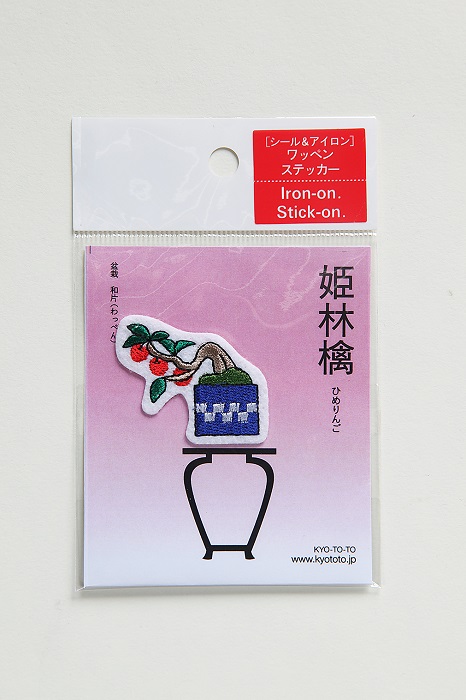 [シール&アイロン]
ワッペン
ステッカー
Iron-on.
Stick-on.
姫林檎
ひめりんご
盆栽 和片(わっぺん)
KYO-TO-TO
www.kyototo.jp